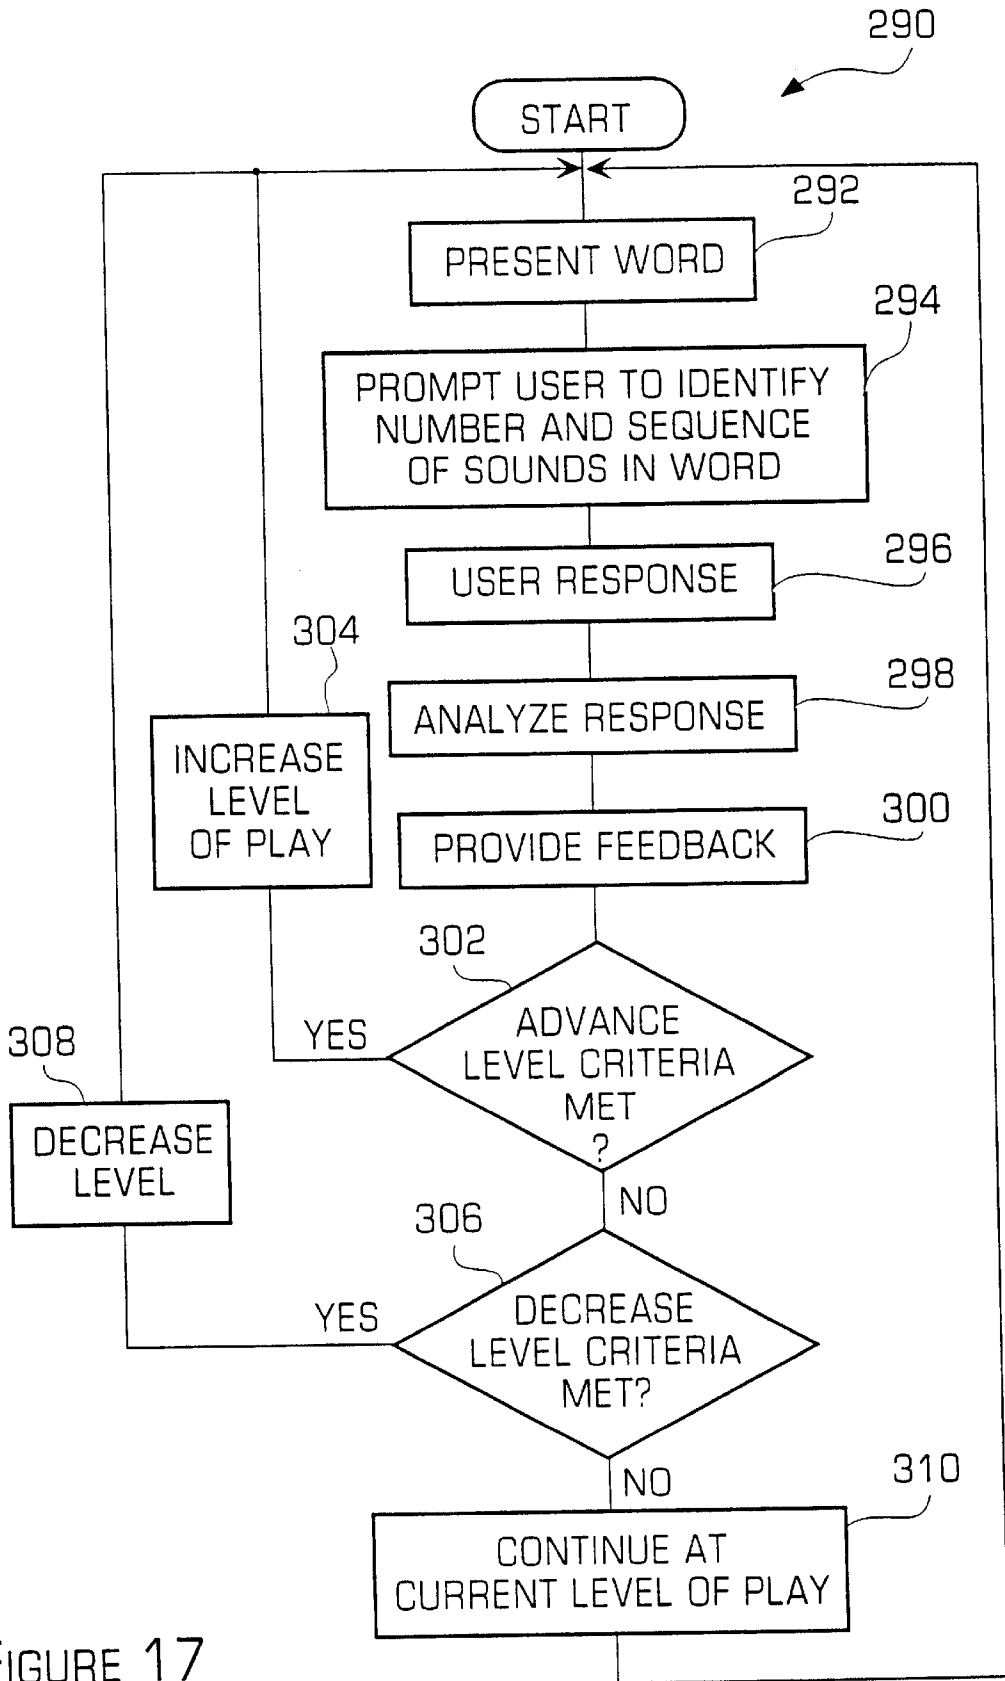 290
START
292
PRESENT WORD
294
PROMPT USER TO IDENTIFY
NUMBER AND SEQUENCE
OF SOUNDS IN WORD
296
USER RESPONSE
304
298
ANALYZE RESPONSE
INCREASE
LEVEL
OF PLAY
300
PROVIDE FEEDBACK
302
YES
ADVANCE
LEVEL CRITERIA
MET
?
308
DECREASE
LEVEL
NO
306
YES
DECREASE
LEVEL CRITERIA
MET?
NO
310
CONTINUE AT
CURRENT LEVEL OF PLAY
FIGURE 17